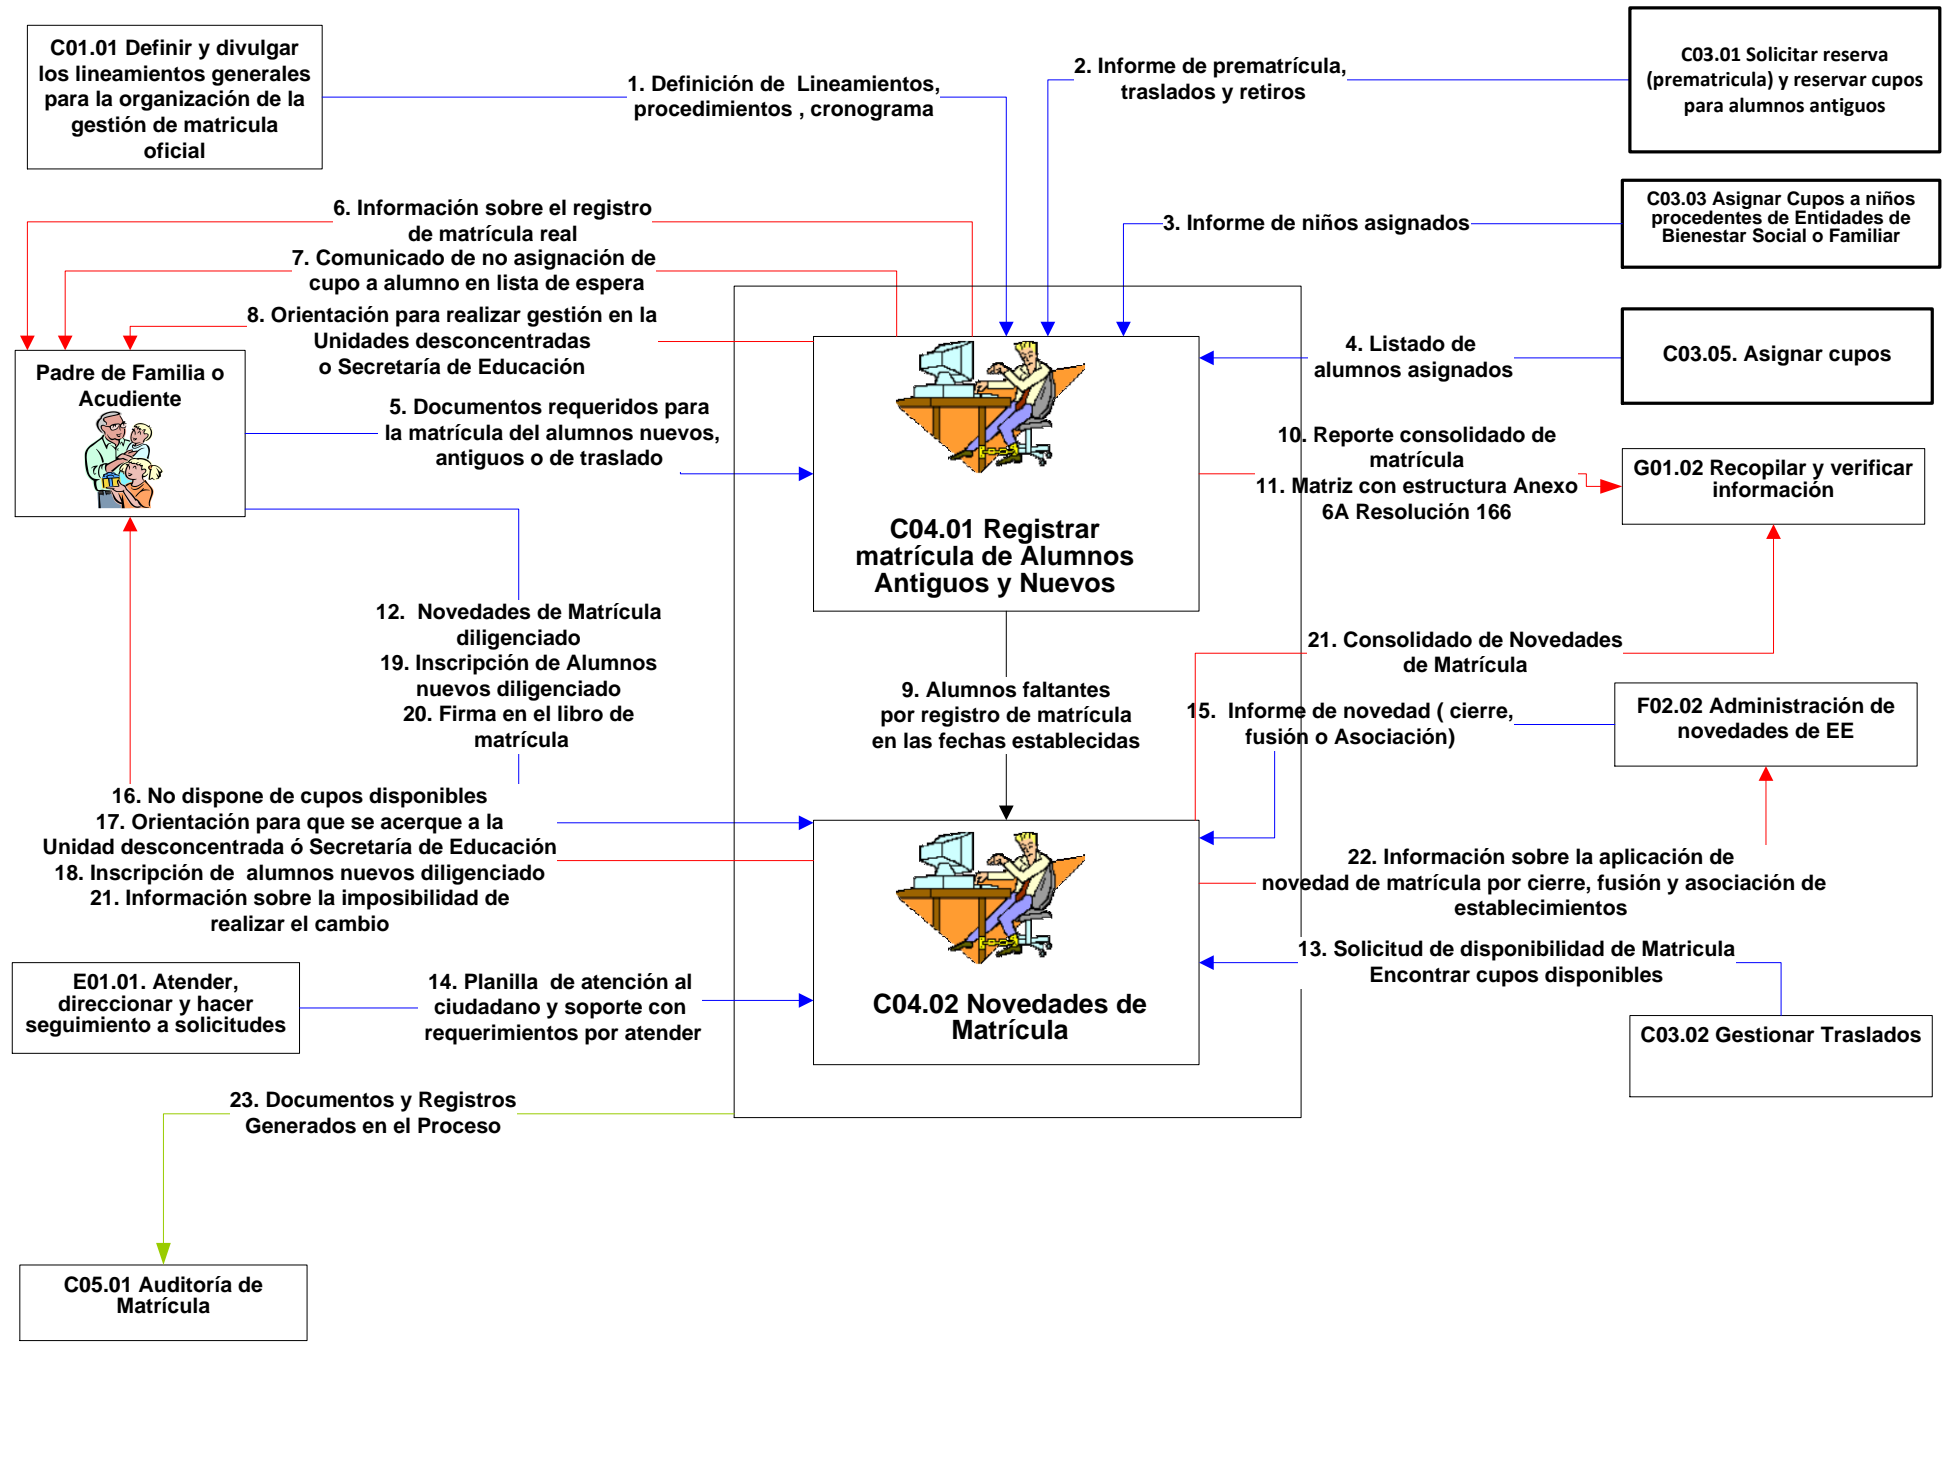 C01.01 Definir y divulgar
los lineamientos generales
para la organización de la
gestión de matricula
oficial
1. Definición de  Lineamientos,
procedimientos , cronograma
2. Informe de prematrícula,
traslados y retiros
C03.01 Solicitar reserva
(prematricula) y reservar cupos
para alumnos antiguos
6. Información sobre el registro
de matrícula real
3. Informe de niños asignados
C03.03 Asignar Cupos a niños
procedentes de Entidades de
Bienestar Social o Familiar
7. Comunicado de no asignación de
cupo a alumno en lista de espera
8. Orientación para realizar gestión en la
Unidades desconcentradas
o Secretaría de Educación
4. Listado de
alumnos asignados
C03.05. Asignar cupos
Padre de Familia o
Acudiente
5. Documentos requeridos para
la matrícula del alumnos nuevos,
antiguos o de traslado
10. Reporte consolidado de
matrícula
11. Matriz con estructura Anexo
6A Resolución 166
G01.02 Recopilar y verificar
información
C04.01 Registrar
matrícula de Alumnos
Antiguos y Nuevos
12.  Novedades de Matrícula
diligenciado
19. Inscripción de Alumnos
nuevos diligenciado
20. Firma en el libro de
matrícula
21. Consolidado de Novedades
de Matrícula
9. Alumnos faltantes
por registro de matrícula
en las fechas establecidas
15.  Informe de novedad ( cierre,
fusión o Asociación)
F02.02 Administración de
novedades de EE
16. No dispone de cupos disponibles
17. Orientación para que se acerque a la
Unidad desconcentrada ó Secretaría de Educación
18. Inscripción de  alumnos nuevos diligenciado
21. Información sobre la imposibilidad de
realizar el cambio
22. Información sobre la aplicación de
novedad de matrícula por cierre, fusión y asociación de
establecimientos
13. Solicitud de disponibilidad de Matricula
Encontrar cupos disponibles
E01.01. Atender,
direccionar y hacer
seguimiento a solicitudes
14. Planilla  de atención al
ciudadano y soporte con
requerimientos por atender
C04.02 Novedades de
Matrícula
C03.02 Gestionar Traslados
23. Documentos y Registros
Generados en el Proceso
C05.01 Auditoría de
Matrícula